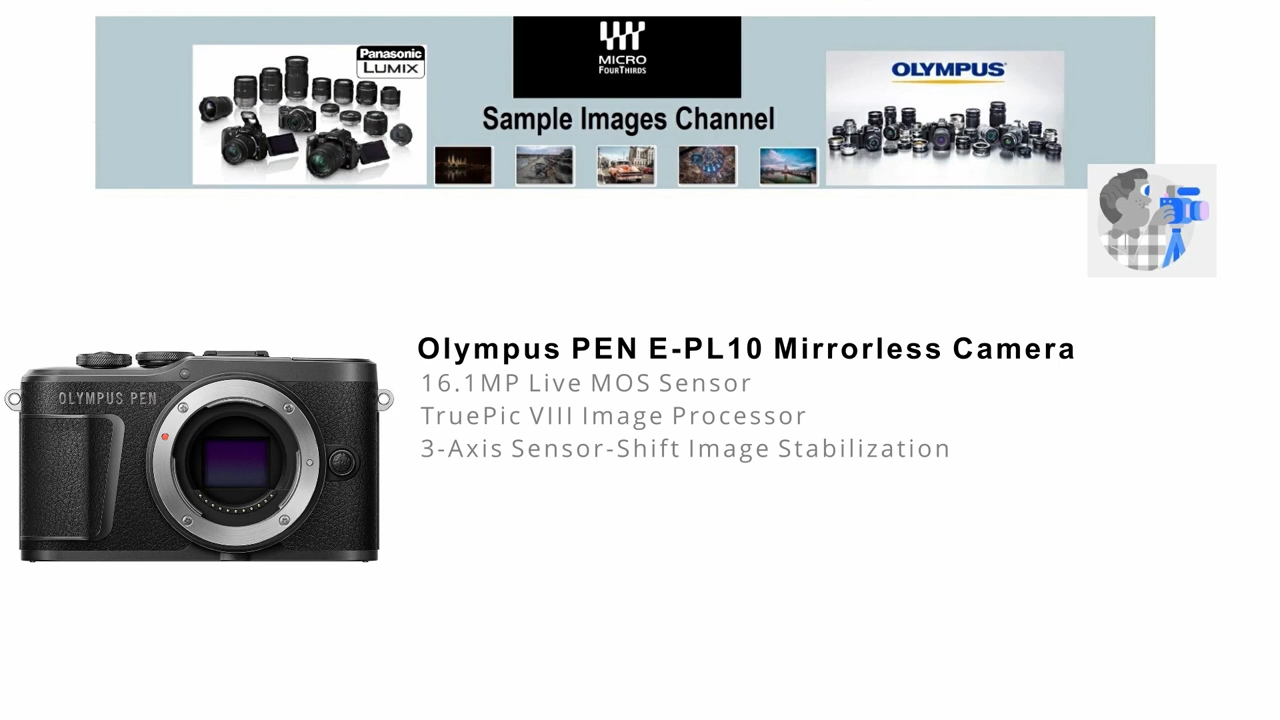 Panasonic
LUMIX
MICRO
FOURTHIRDS
OLYMPUS
Sample Images Channel
Olympus PEN E-PL10 Mirrorless Camera
16.1MP Live MOS Sensor
TruePic VIII Image Processor
3-Axis Sensor-Shift Image Stabilization
OLYMPUS PEN